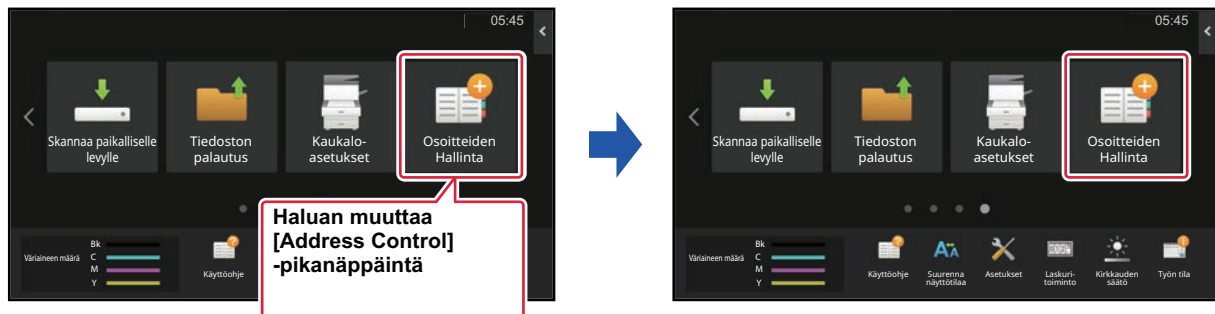 05:45
Skannaa paikalliselle
levylle
Tiedoston
palautus
Kaukalo-
asetukset
Osoitteiden
Hallinta
Haluan muuttaa
[Address Control]
-pikanäppäintä
Väriaineen määrä
Bk
C
M
Y
Käyttöohje
05:45
Skannaa paikalliselle
levylle
Tiedoston
palautus
Kaukalo-
asetukset
Osoitteiden
Hallinta
Väriaineen määrä
Bk
C
M
Y
Käyttöohje
Suurenna
näyttötilaa
Asetukset
Laskuri-
toiminto
Kirkkauden
säätö
Työn tila